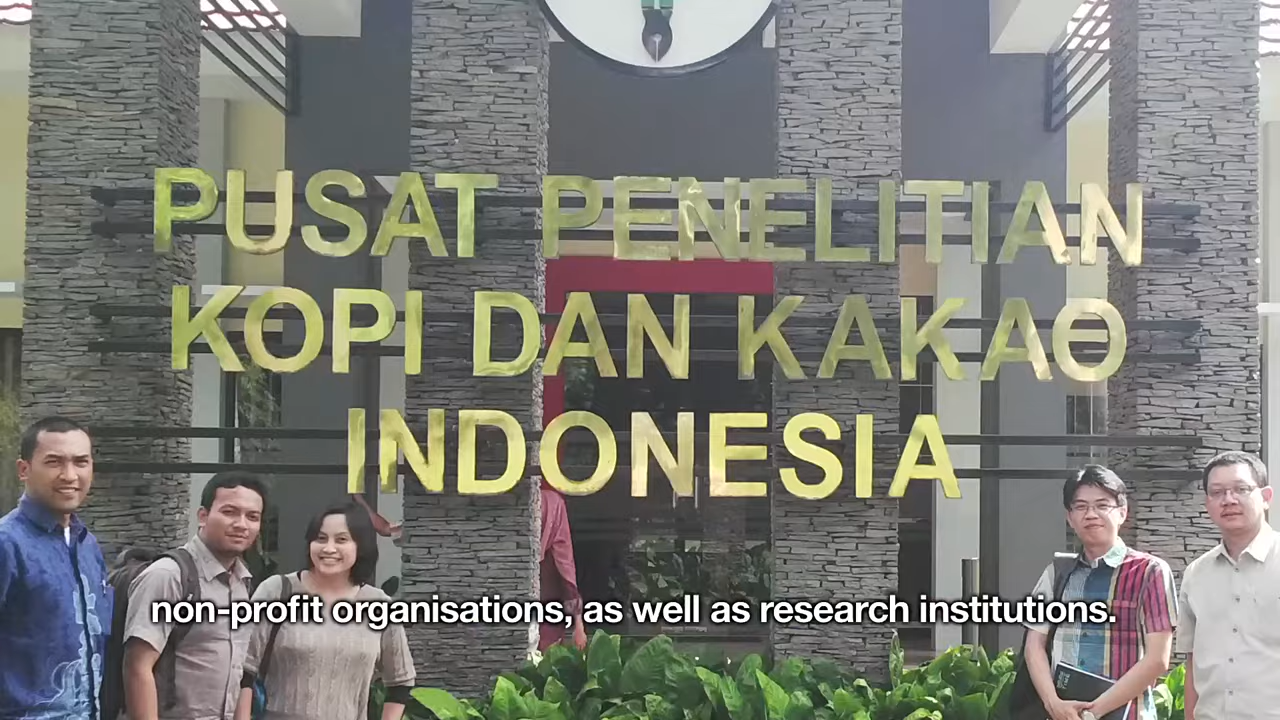 PUSAT PENELITIAN
KOPI DAN KAKAO
INDONESIA
non-profit organisations, as well as research institutions.